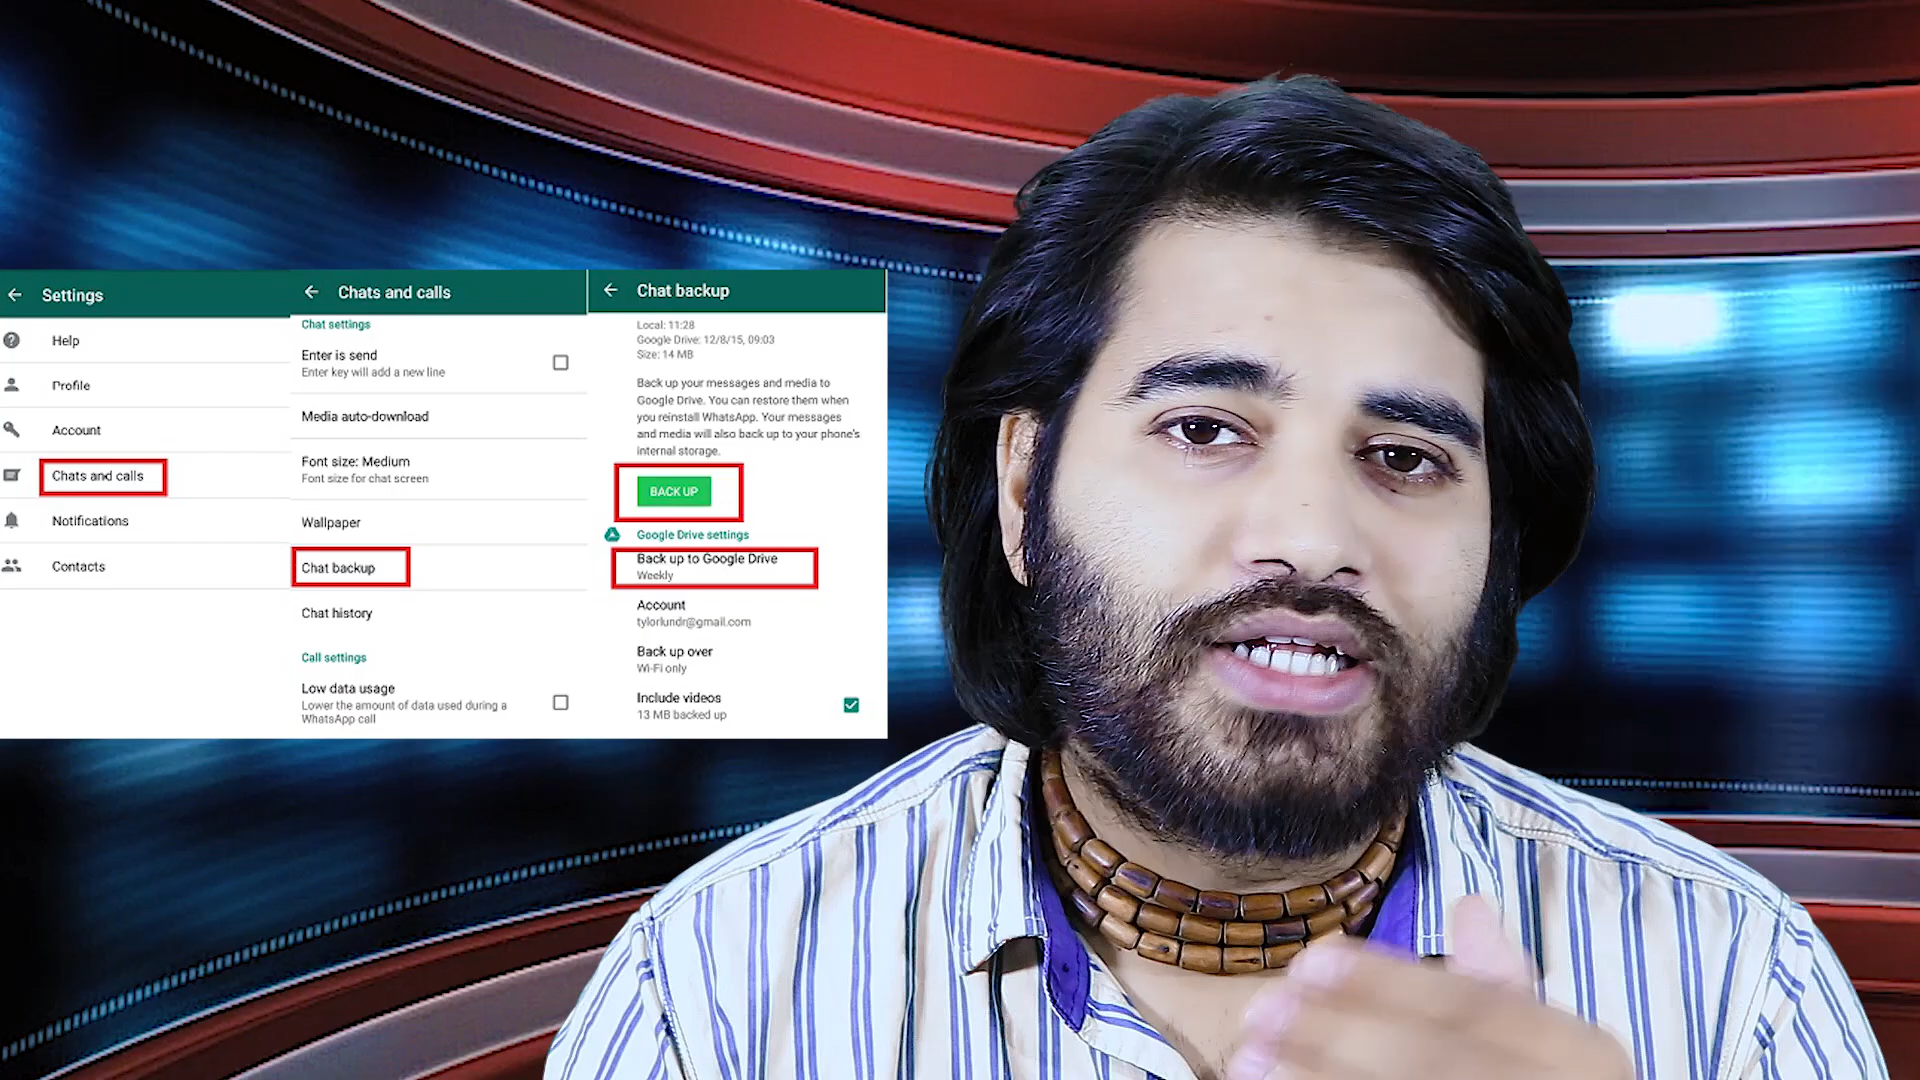 Settings
Help
Profile
Account
Chats and calls
Notifications
Contacts
Chats and calls
Chat settings
Enter is send
Enter key will add a new line
Media auto-download
Font size: Medium
Font size for chat screen
Wallpaper
Chat backup
Chat history
Call settings
Low data usage
Lower the amount of data used during a
WhatsApp call
Chat backup
Local: 11:28
Google Drive: 12/8/15, 09:03
Size: 14 MB
Back up your messages and media to
Google Drive. You can restore them when
you reinstall WhatsApp. Your messages
and media will also back up to your phone's
internal storage.
BACK UP
Google Drive settings
Back up to Google Drive
Weekly
Account
tylorlundr@gmail.com
Back up over
Wi-Fi only
Include videos
13 MB backed up